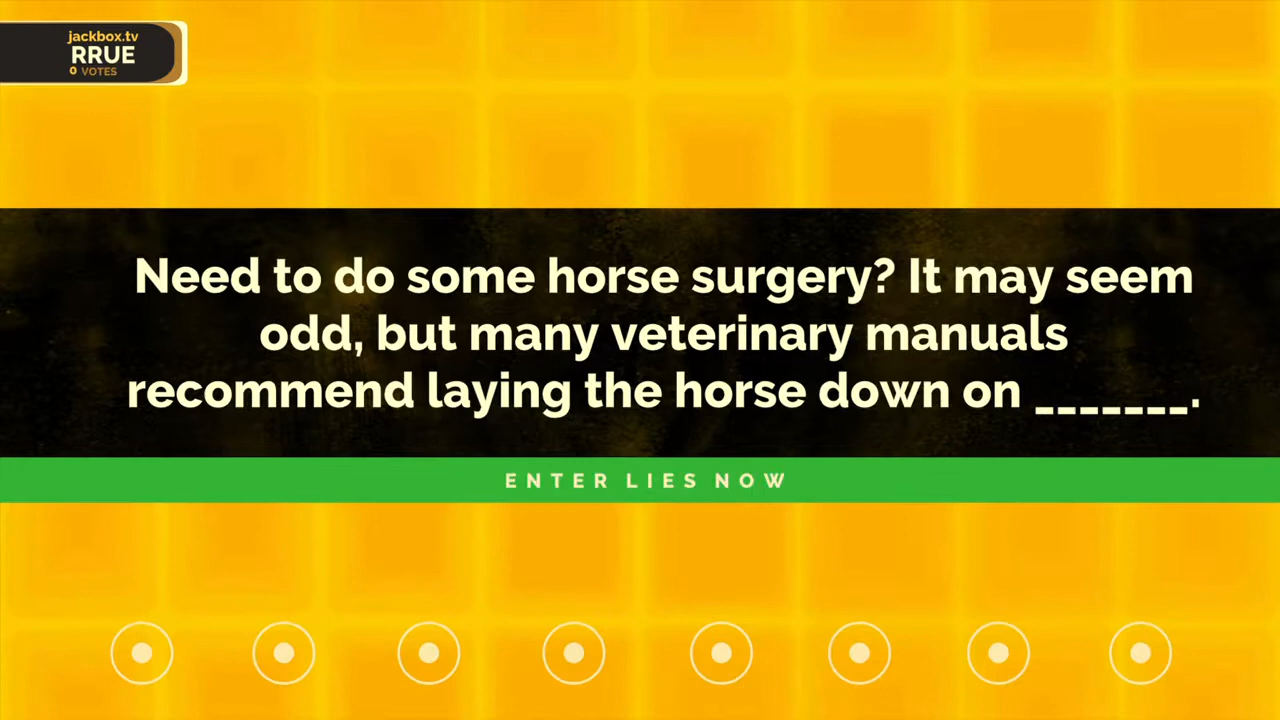 jackbox.tv
RRUE
0 VOTES
Need to do some horse surgery? It may seem
odd, but many veterinary manuals
recommend laying the horse down on _______.
ENTER LIES NOW